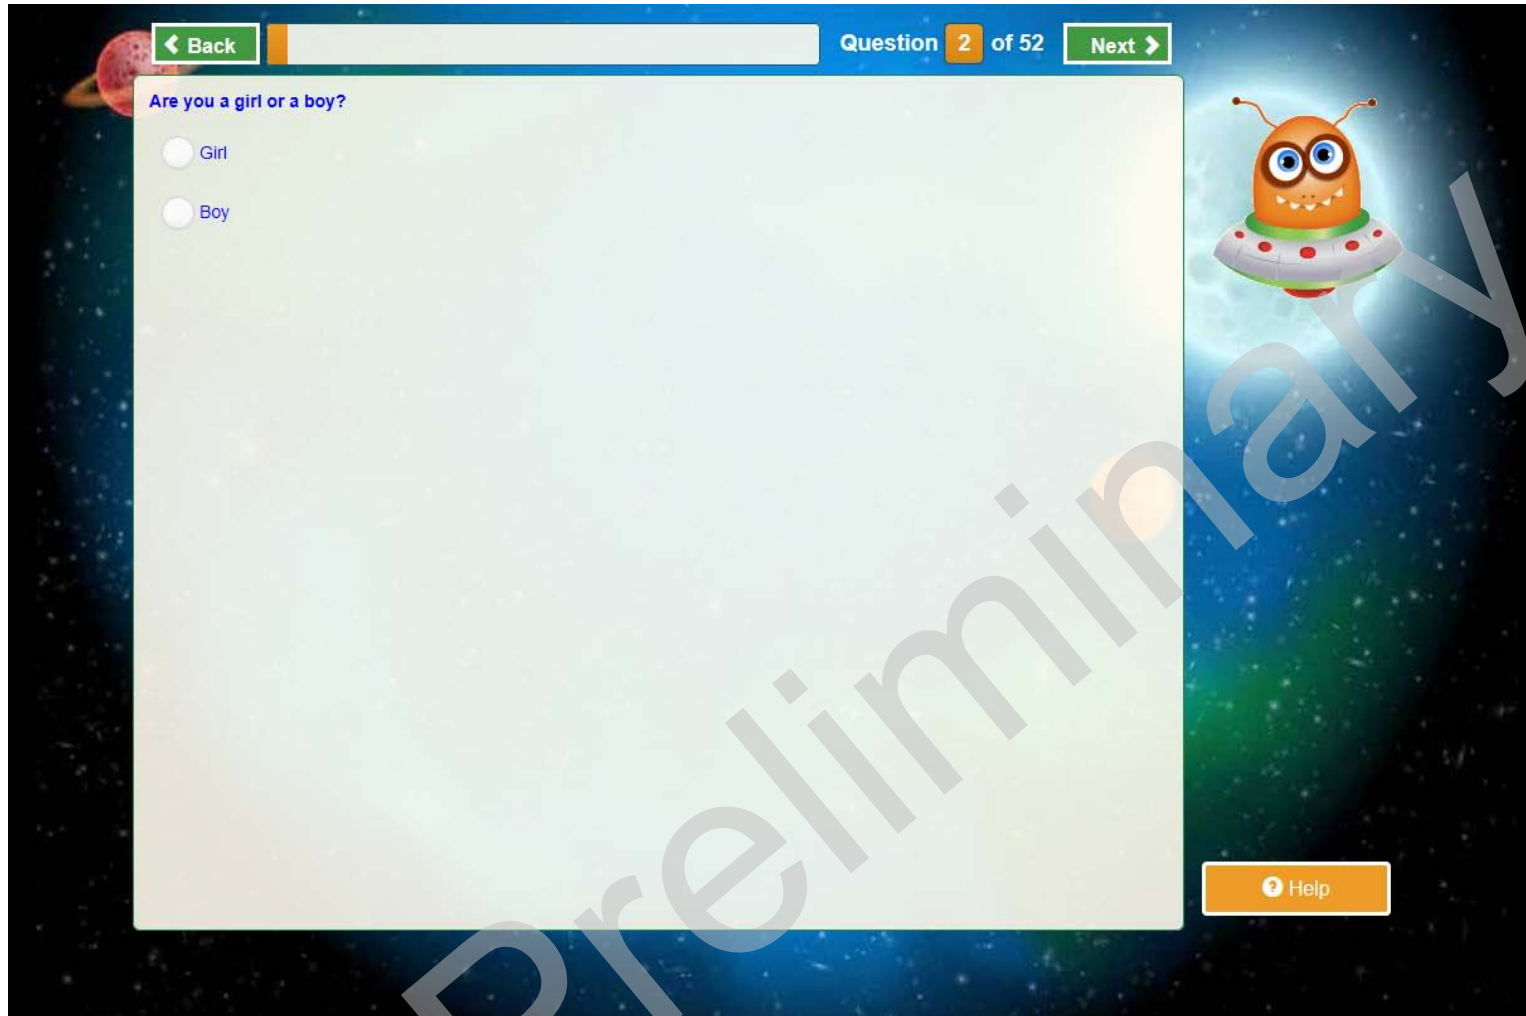 Back
Question 2 of 52
Next
Are you a girl or a boy?
Girl
Boy
? Help
Preliminary